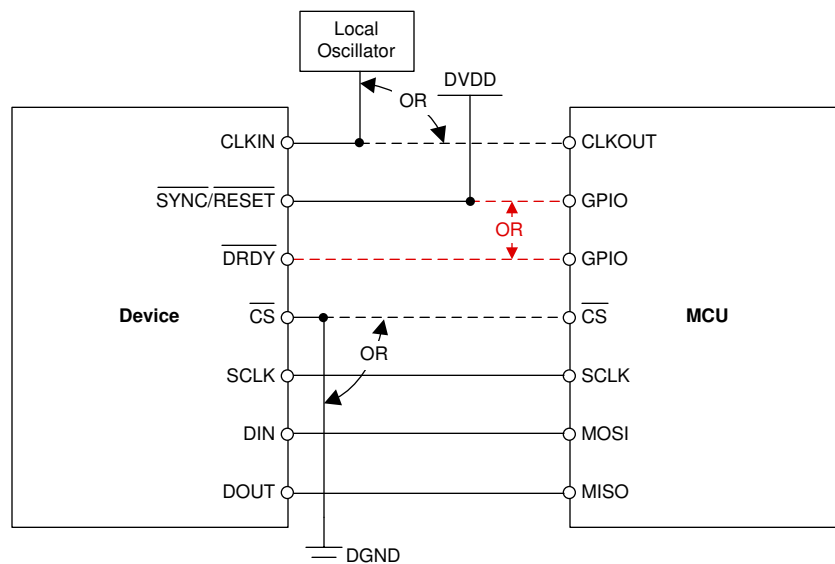 Local
Oscillator
OR
DVDD
CLKIN
CLKOUT
SYNC/RESET
GPIO
OR
DRDY
GPIO
Device
CS
CS
MCU
OR
SCLK
SCLK
DIN
MOSI
DOUT
MISO
DGND